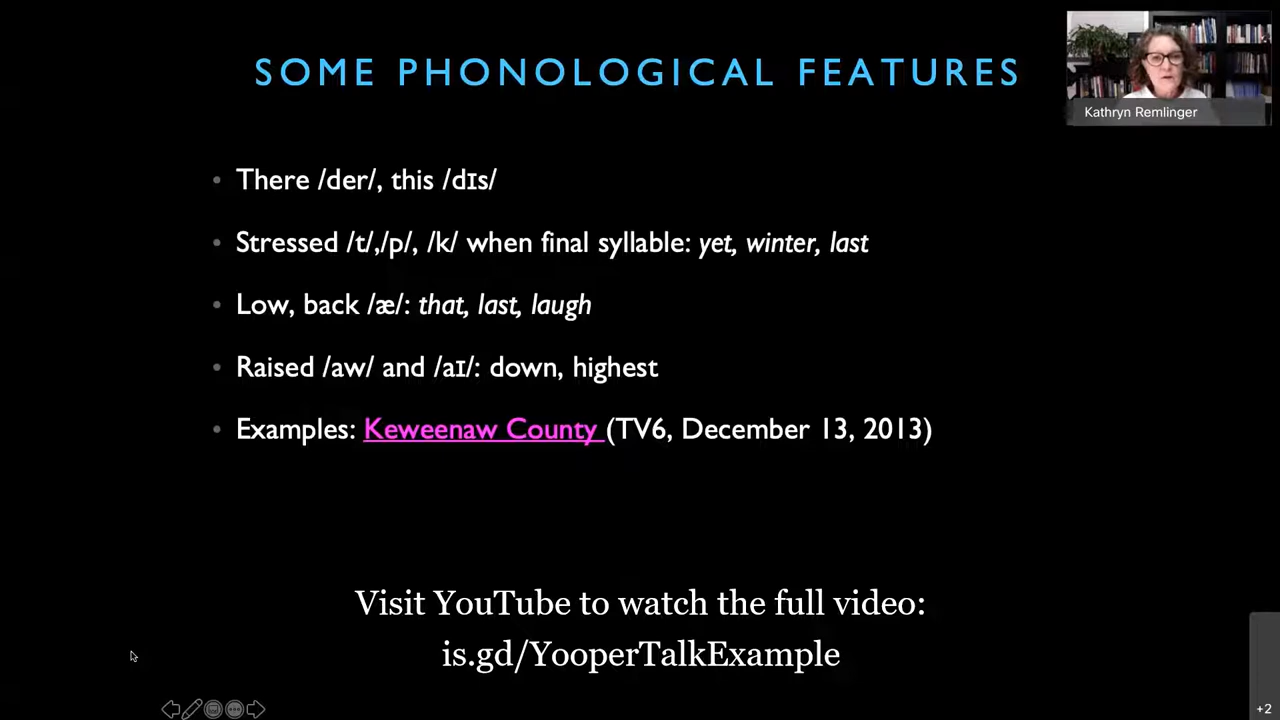 SOME PHONOLOGICAL FEATURES
Kathryn Remlinger
• There /der/, this /dɪs/
• Stressed /t/,/p/, /k/ when final syllable: yet, winter, last
• Low, back /æ/: that, last, laugh
• Raised /aw/ and /aɪ/: down, highest
• Examples: Keweenaw County (TV6, December 13, 2013)
Visit YouTube to watch the full video:
is.gd/YooperTalkExample
+2